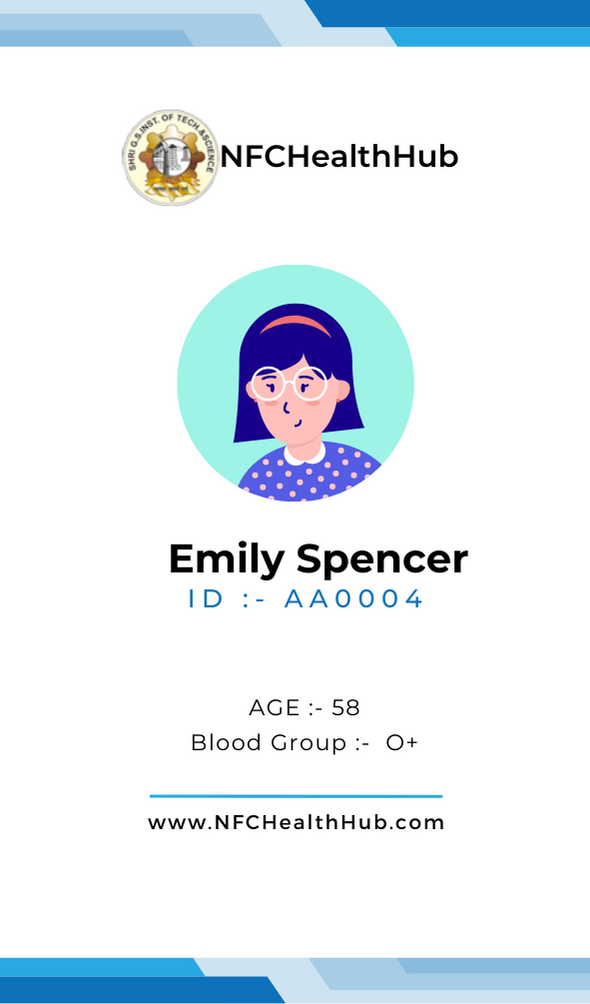 SHRI G.S.INST. OF TECH.&SCIENCE
NFCHealthHub
Emily Spencer
ID :- AA0004
AGE :- 58
Blood Group :- O+
www.NFCHealthHub.com